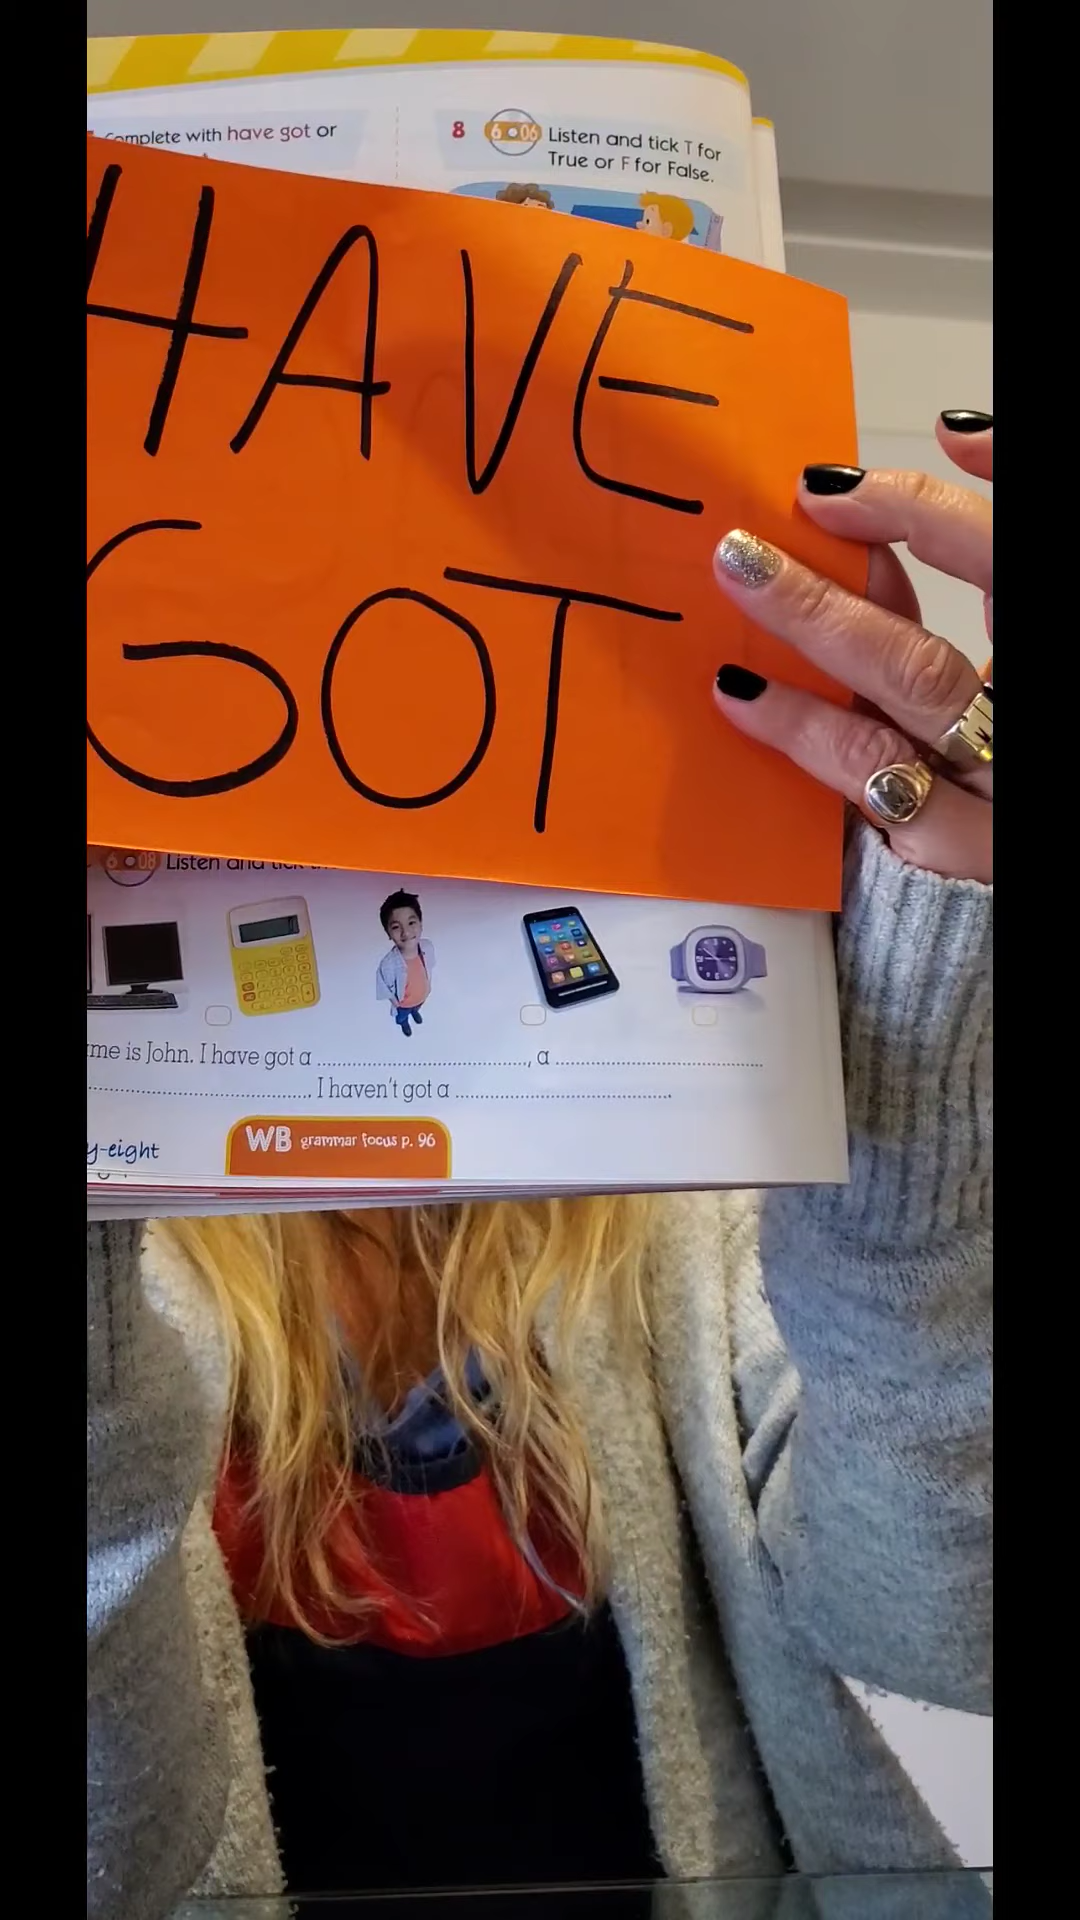 Complete with have got or
8 6 06 Listen and tick T for
True or F for False.
HAVE
GOT
6 08 Listen and tick
me is John. I have got a ........, a ........
........ I haven't got a ........
y-eight
WB grammar focus p. 96